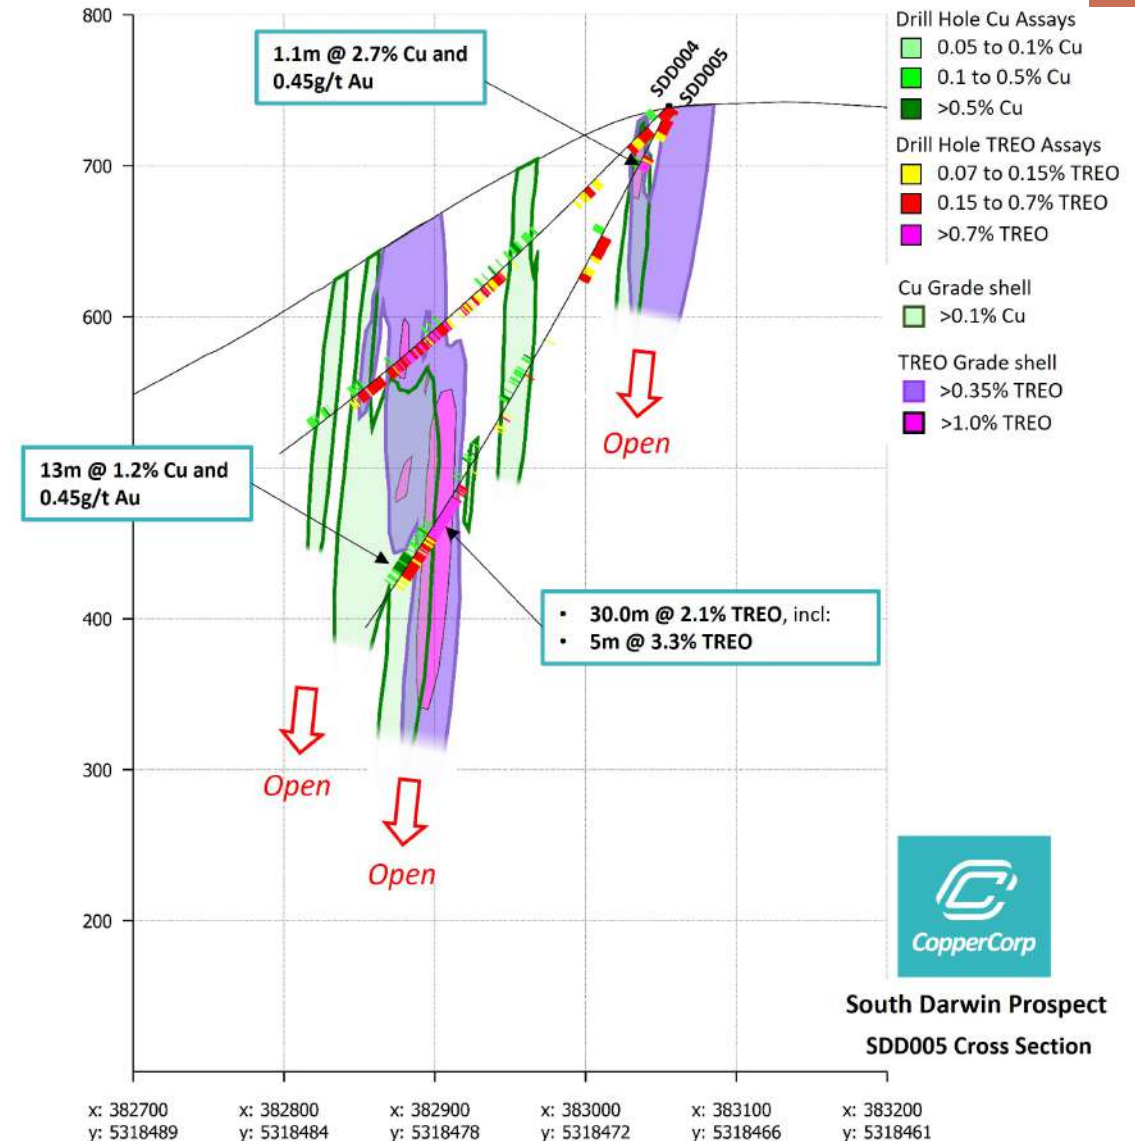 800
700
600
400
300
200
1.1m @ 2.7% Cu and
0.45g/t Au
SDD004
SDD005
Open
13m @ 1.2% Cu and
0.45g/t Au
▪ 30.0m @ 2.1% TREO, incl:
• 5m @ 3.3% TREO
Open
Open
Drill Hole Cu Assays
0.05 to 0.1% Cu
0.1 to 0.5% Cu
>0.5% Cu
Drill Hole TREO Assays
0.07 to 0.15% TREO
0.15 to 0.7% TREO
>0.7% TREO
Cu Grade shell
>0.1% Cu
TREO Grade shell
>0.35% TREO
>1.0% TREO
CopperCorp
South Darwin Prospect
SDD005 Cross Section
x: 382700
y: 5318489
x: 382800
y: 5318484
x: 382900
y: 5318478
x: 383000
y: 5318472
x: 383100
y: 5318466
x: 383200
y: 5318461